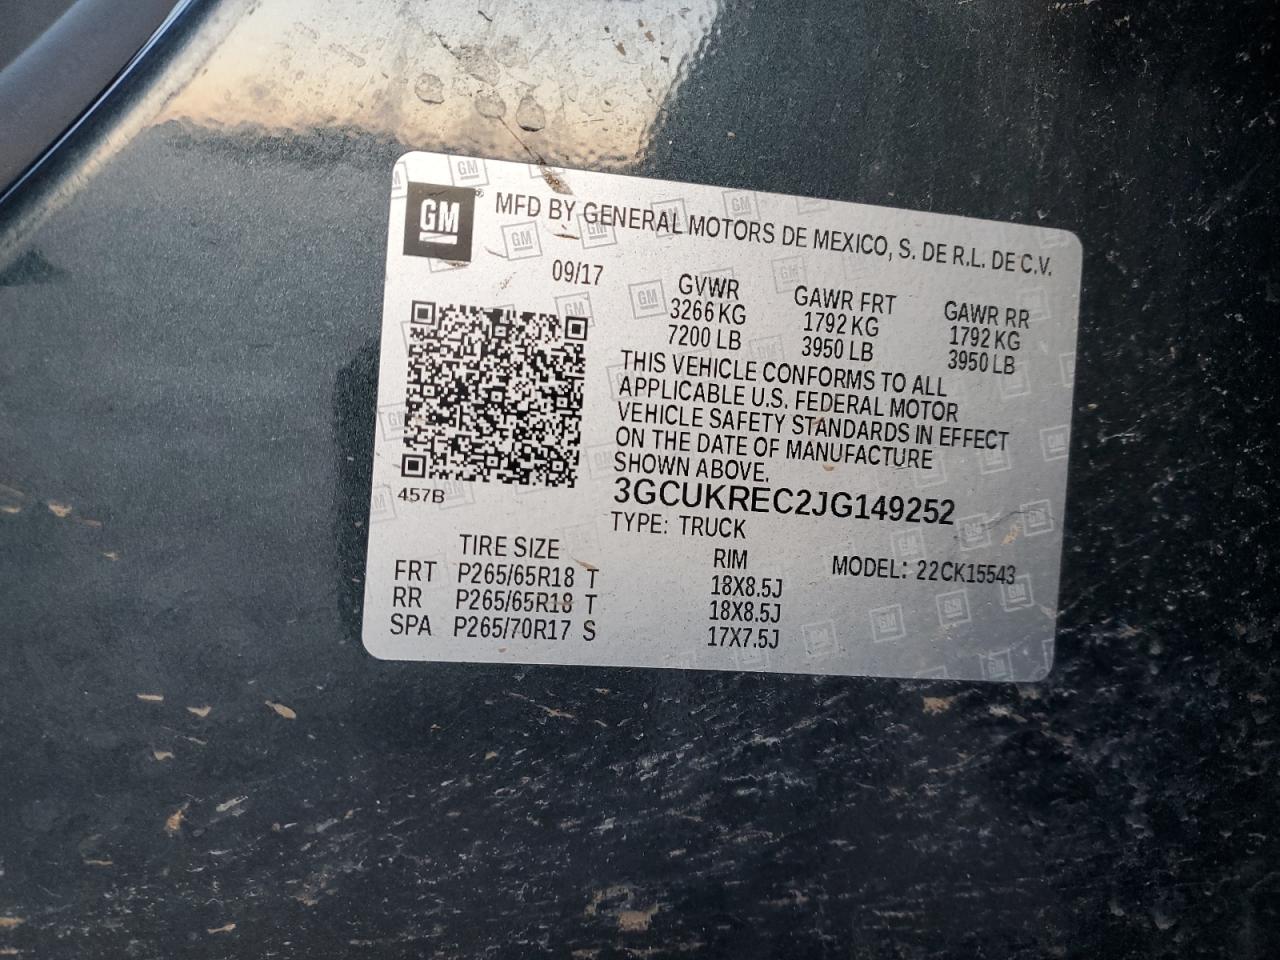 GM MFD BY GENERAL MOTORS DE MEXICO, S. DE R.L. DE C.V.
09/17
GVWR GAWR FRT GAWR RR
3266 KG 1792 KG 1792 KG
7200 LB 3950 LB 3950 LB
THIS VEHICLE CONFORMS TO ALL
APPLICABLE U.S. FEDERAL MOTOR
VEHICLE SAFETY STANDARDS IN EFFECT
ON THE DATE OF MANUFACTURE
SHOWN ABOVE.
457B
3GCUKREC2JG149252
TYPE: TRUCK
TIRE SIZE RIM MODEL: 22CK15543
FRT P265/65R18 T 18X8.5J
RR P265/65R18 T 18X8.5J
SPA P265/70R17 S 17X7.5J